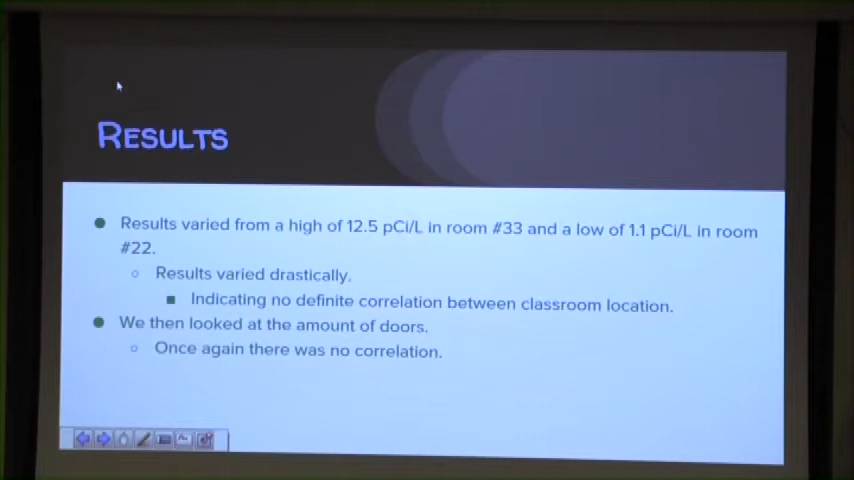 RESULTS
Results varied from a high of 12.5 pCi/L in room #33 and a low of 1.1 pCi/L in room
#22.
Results varied drastically.
Indicating no definite correlation between classroom location.
We then looked at the amount of doors.
Once again there was no correlation.